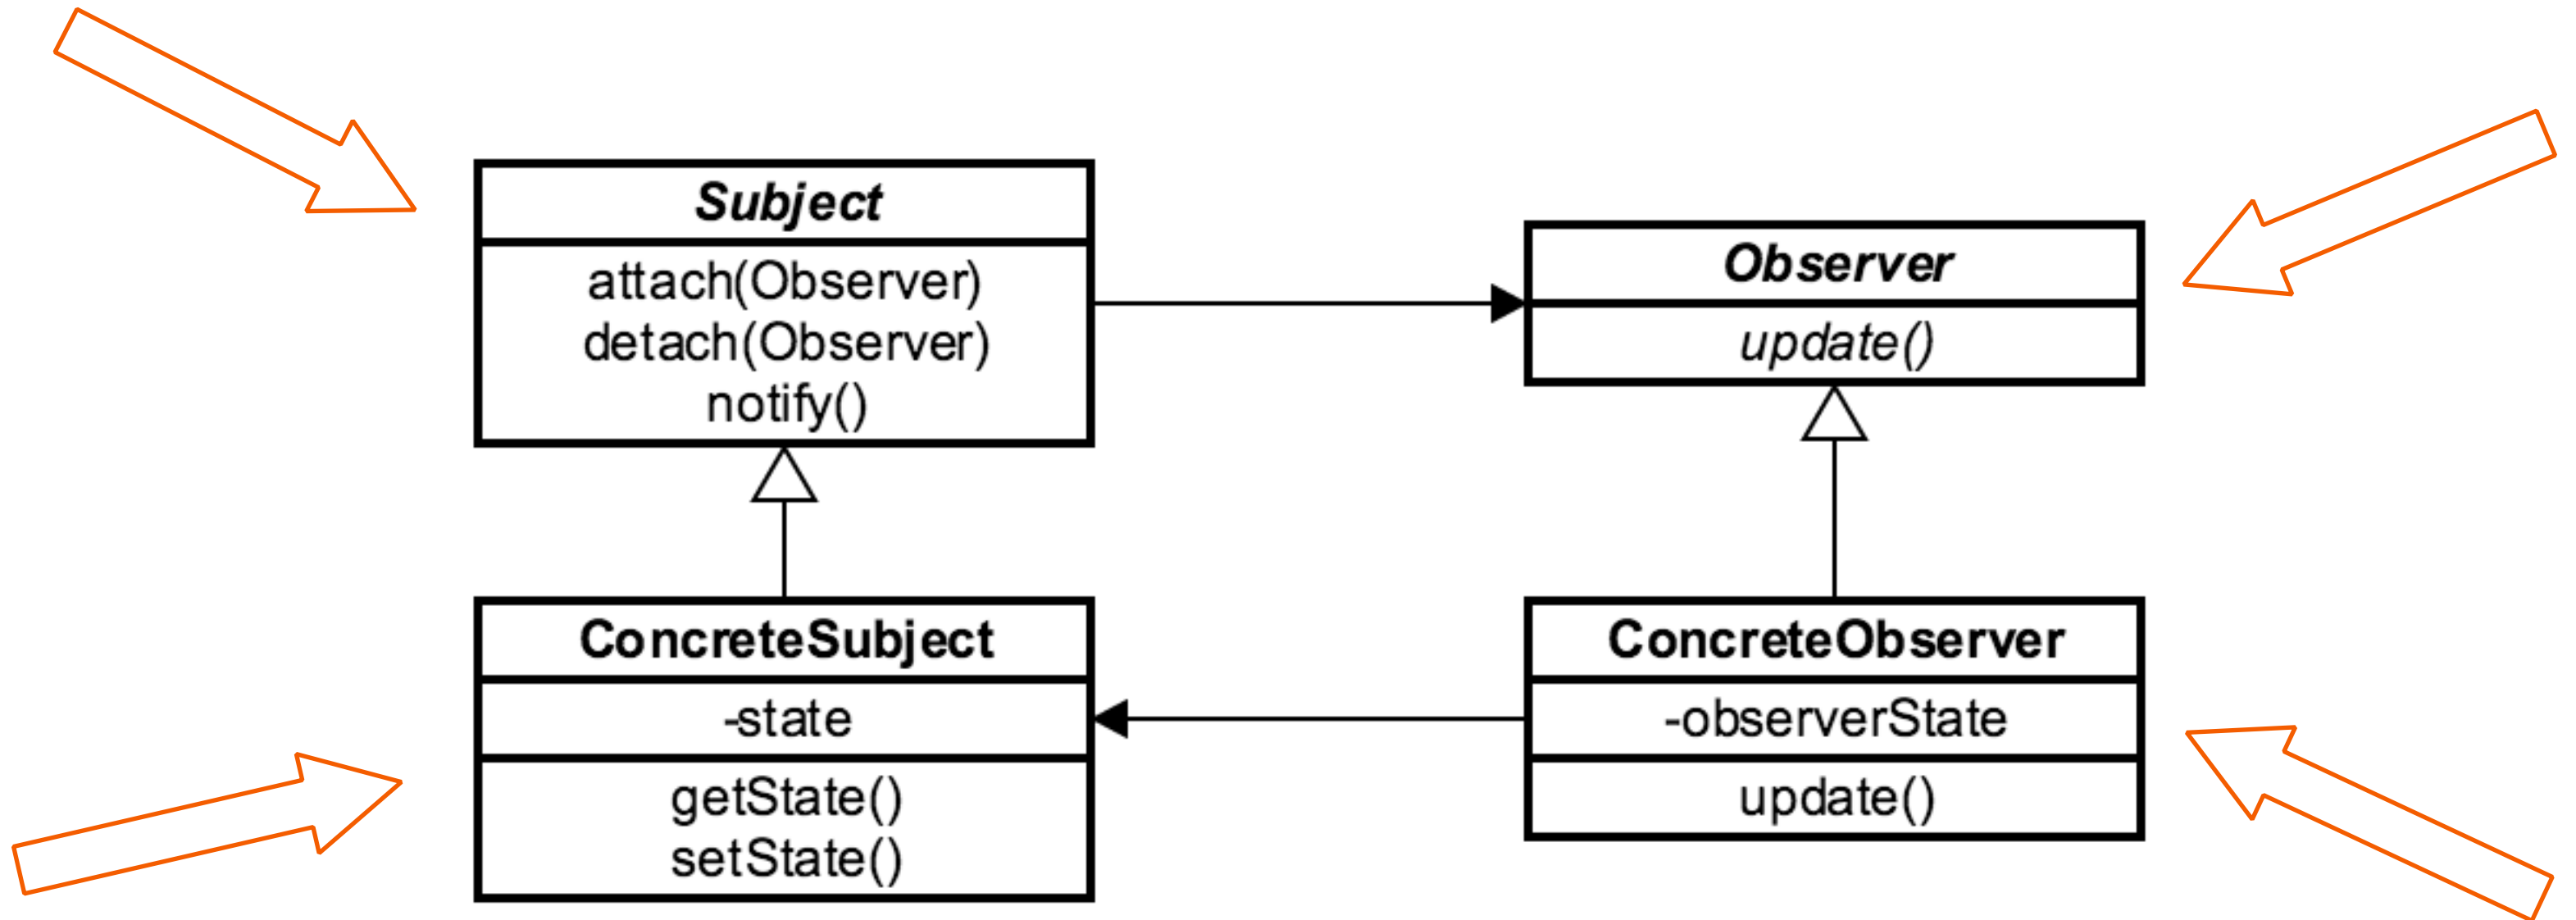 Subject
attach(Observer)
detach(Observer)
notify()
Observer
update()
ConcreteSubject
-state
getState()
setState()
ConcreteObserver
-observerState
update()